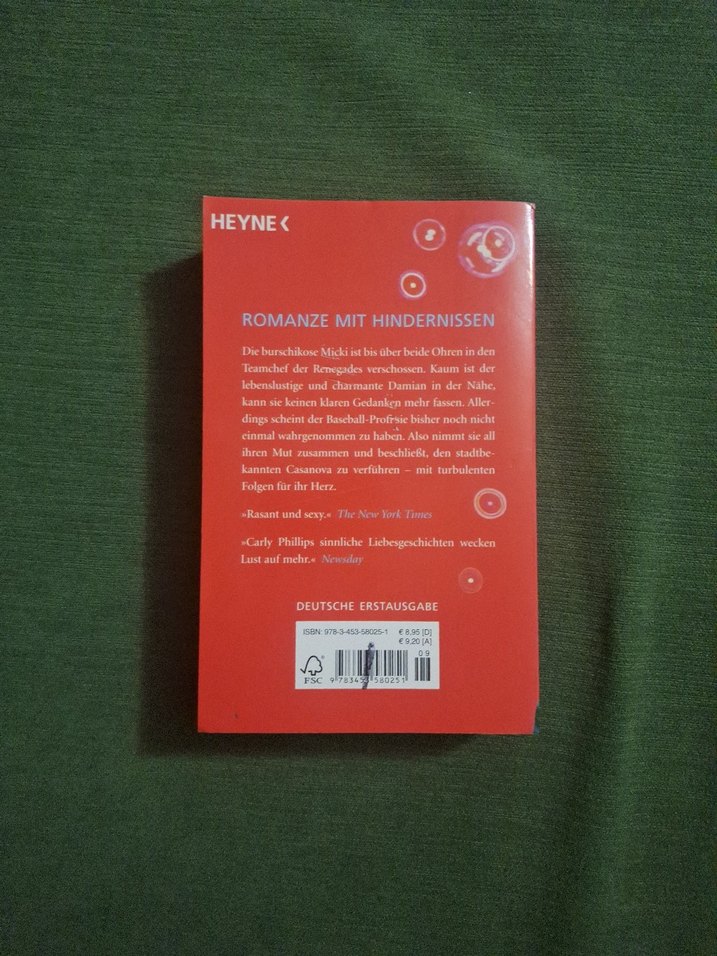 HEYNE<
ROMANZE MIT HINDERNISSEN
Die burschikose Micki ist bis über beide Ohren in den
Teamchef der Renegades verschossen. Kaum ist der
lebenslustige und charmante Damian in der Nähe,
kann sie keinen klaren Gedanken mehr fassen. Aller-
dings scheint der Baseball-Profi sie bisher noch nicht
einmal wahrgenommen zu haben. Also nimmt sie all
ihren Mut zusammen und beschließt, den stadtbe-
kannten Casanova zu verführen – mit turbulenten
Folgen für ihr Herz.
»Rasant und sexy.« The New York Times
»Carly Phillips sinnliche Liebesgeschichten wecken
Lust auf mehr.« Newsday
DEUTSCHE ERSTAUSGABE
ISBN: 978-3-453-58025-1 € 8,95 [D]
€ 9,20 [A]
09
FSC
9 783453 580251